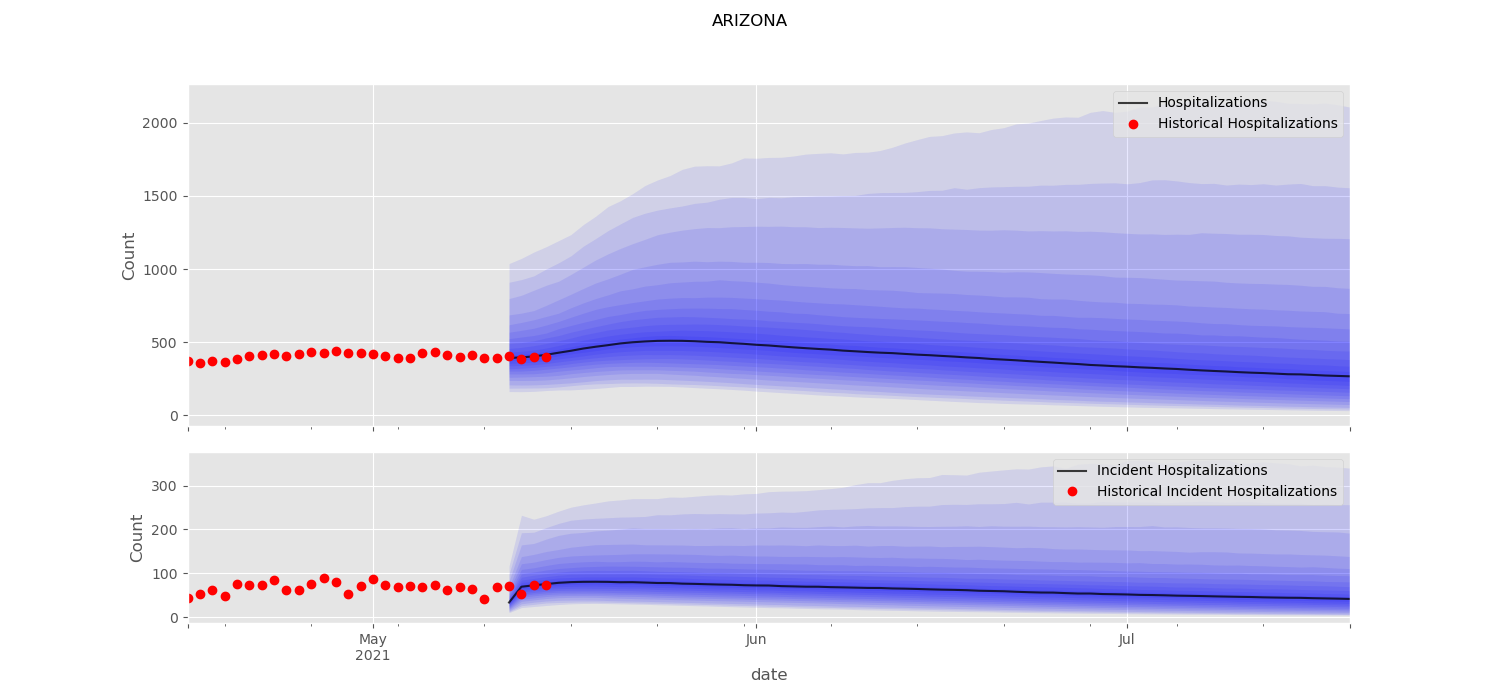 ARIZONA
Hospitalizations
Historical Hospitalizations
Count
2000
1500
1000
500
0
Incident Hospitalizations
Historical Incident Hospitalizations
Count
300
200
100
0
May
2021
Jun
Jul
date